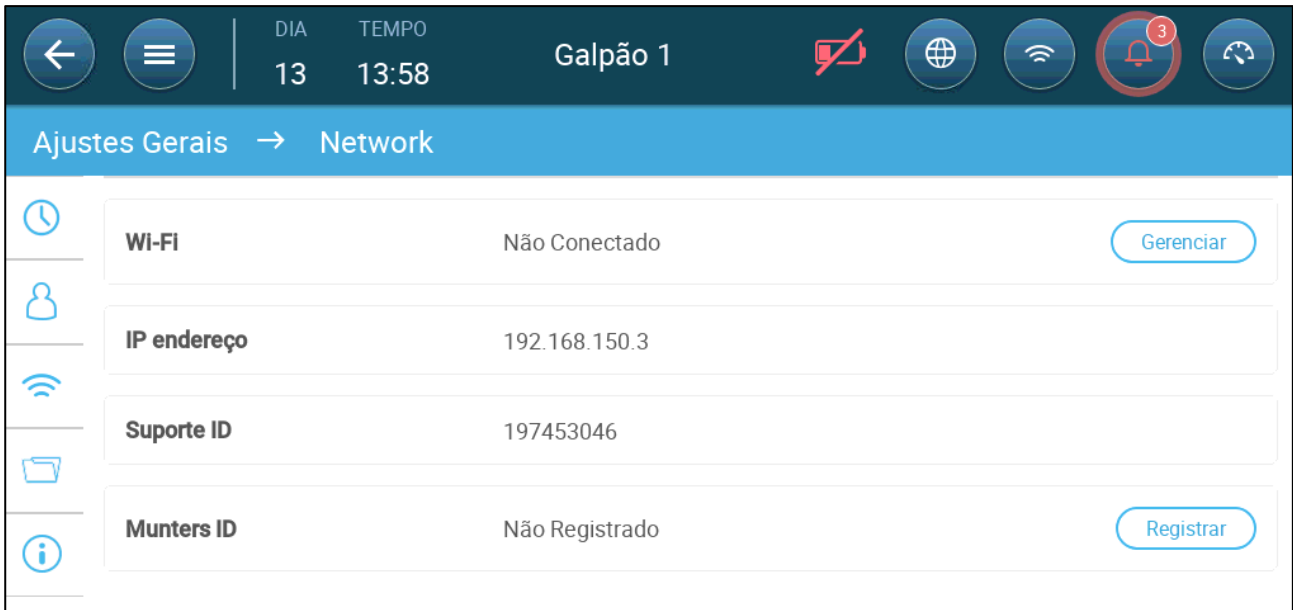 DIA TEMPO
13 13:58 Galpão 1 3
Ajustes Gerais → Network
Wi-Fi Não Conectado Gerenciar
IP endereço 192.168.150.3
Suporte ID 197453046
Munters ID Não Registrado Registrar